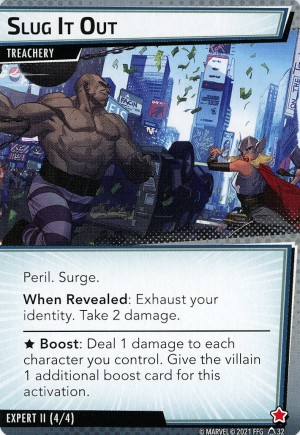 SLUG IT OUT
TREACHERY
Peril. Surge.
When Revealed: Exhaust your
identity. Take 2 damage.
★ Boost: Deal 1 damage to each
character you control. Give the villain
1 additional boost card for this
activation.
EXPERT II (4/4)
© MARVEL © 2021 FFG 32